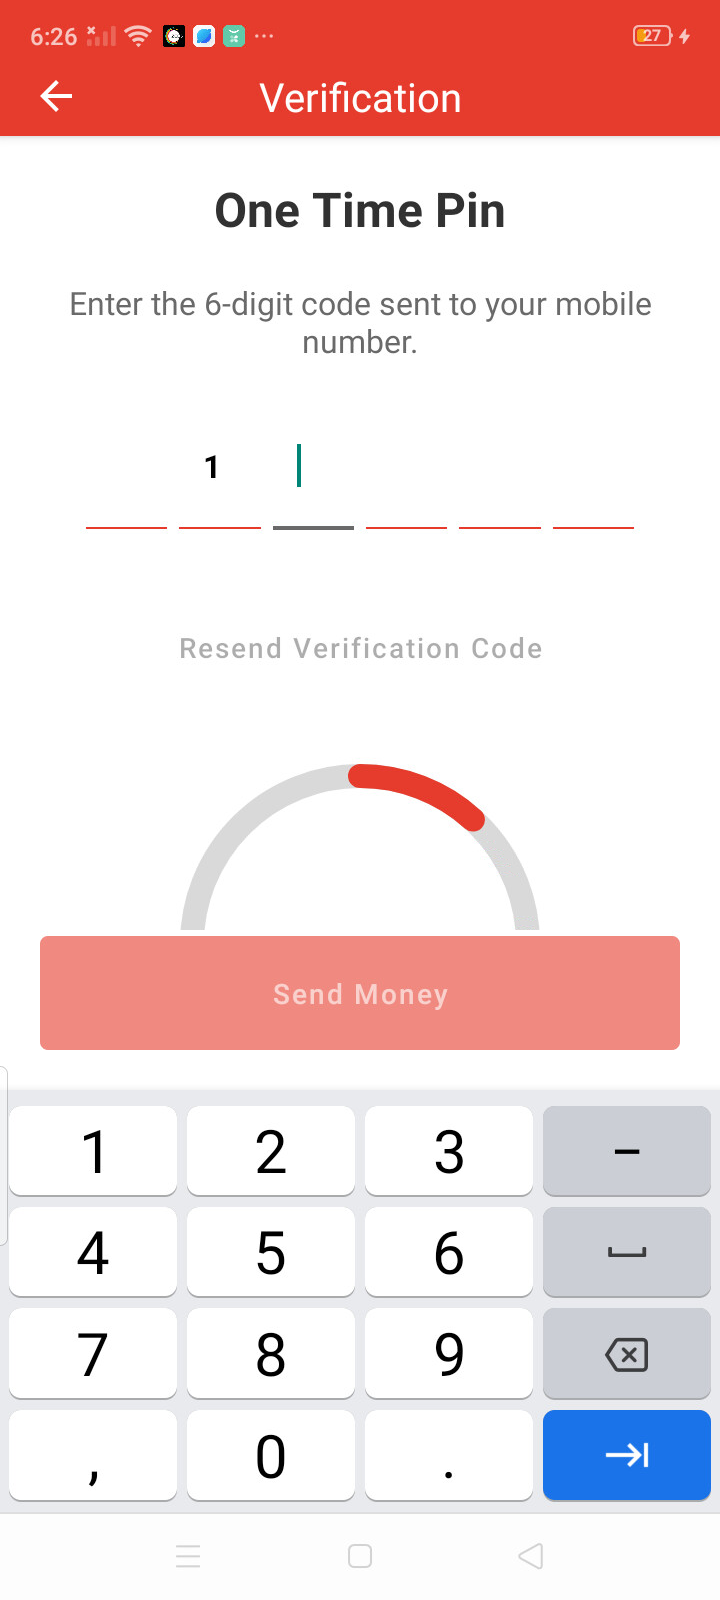 6:26
27
Verification
One Time Pin
Enter the 6-digit code sent to your mobile
number.
1
Resend Verification Code
Send Money
1 2 3 –
4 5 6
7 8 9
, 0 .